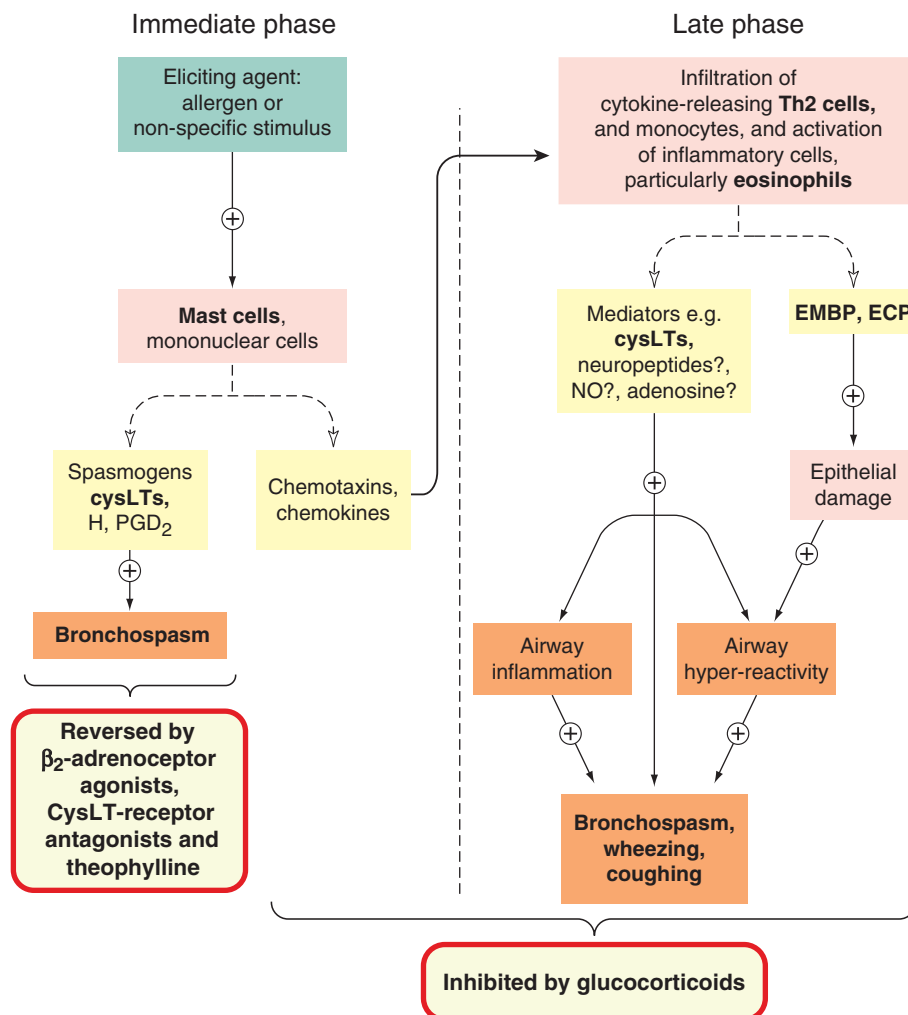 Immediate phase
Eliciting agent:
allergen or
non-specific stimulus
+
Mast cells,
mononuclear cells
Spasmogens
cysLTs,
H, PGD₂
Chemotaxins,
chemokines
+
Bronchospasm
Reversed by
β₂-adrenoceptor
agonists,
CysLT-receptor
antagonists and
theophylline
Late phase
Infiltration of
cytokine-releasing Th2 cells,
and monocytes, and activation
of inflammatory cells,
particularly eosinophils
Mediators e.g.
cysLTs,
neuropeptides?,
NO?, adenosine?
EMBP, ECP
+
+
Epithelial
damage
+
Airway
inflammation
Airway
hyper-reactivity
+
+
Bronchospasm,
wheezing,
coughing
Inhibited by glucocorticoids